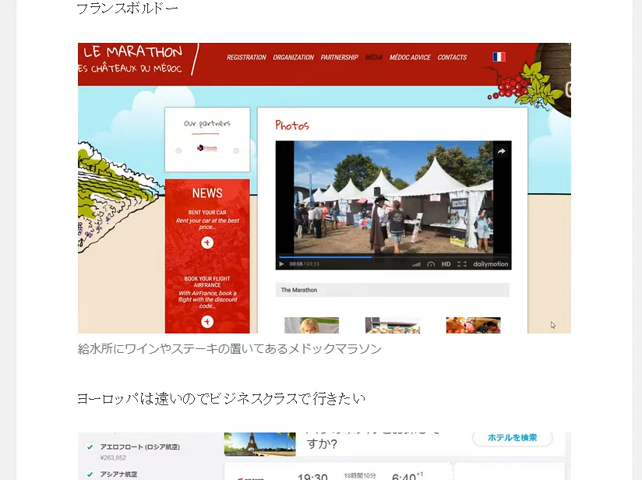 フランスボルドー
LE MARATHON
ES CHÂTEAUX DU MÉDOC
REGISTRATION ORGANIZATION PARTNERSHIP MEDIA MÉDOC ADVICE CONTACTS
Our partners
Photos
NEWS
RENT YOUR CAR
Rent your car at the best
price...
BOOK YOUR FLIGHT
AIRFRANCE
With AirFrance, book a
flight with the discount
code...
00:08
HD
dailymotion
The Marathon
給水所にワインやステーキの置いてあるメドックマラソン
ヨーロッパは遠いのでビジネスクラスで行きたい
アエロフロート (ロシア航空)
¥263,852
アシアナ航空
すか?
ホテルを検索
19:30
18時間10分
6:40+1